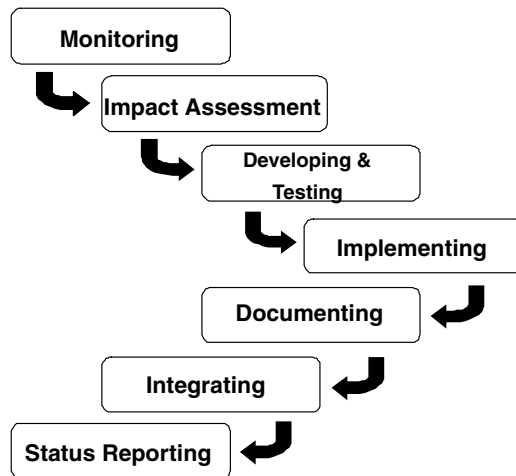 Monitoring
Impact Assessment
Developing &
Testing
Implementing
Documenting
Integrating
Status Reporting